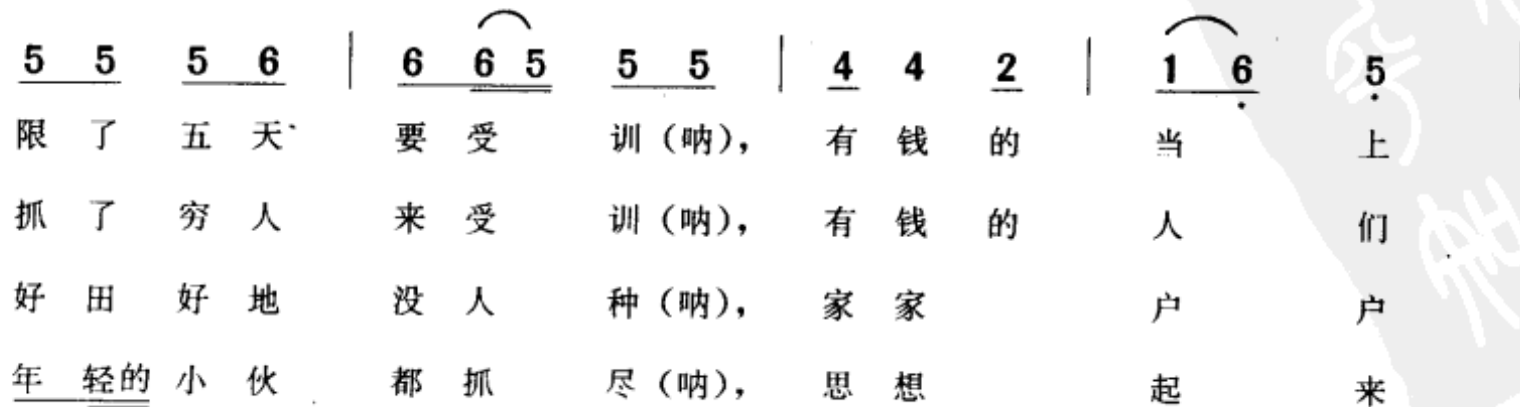 5 5 5 6 | 6 6 5 5 5 | 4 4 2 | 1 6 5
限 了 五 天 要 受 训（呐）， 有 钱 的 当 上
抓 了 穷 人 来 受 训（呐）， 有 钱 的 人 们
好 田 好 地 没 人 种（呐）， 家 家 户 户
年 轻的 小 伙 都 抓 尽（呐）， 思 想 起 来